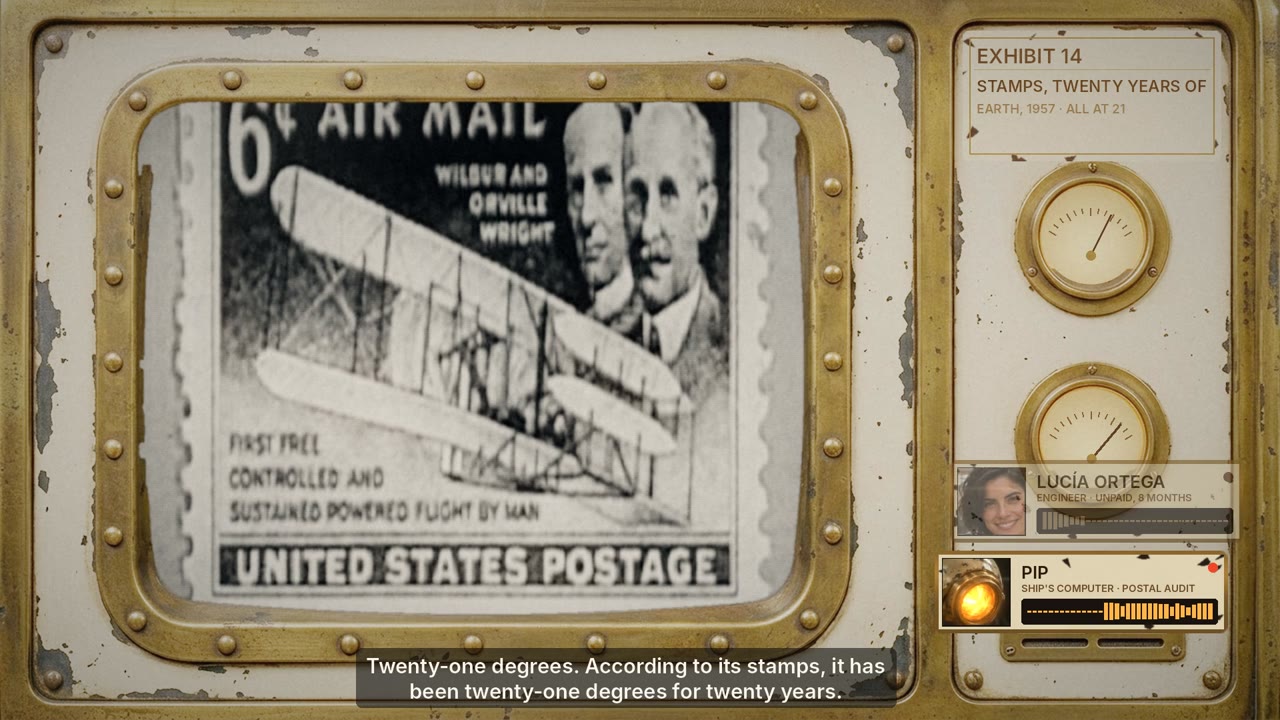 6¢ AIR MAIL
WILBUR AND
ORVILLE
WRIGHT
FIRST FREE
CONTROLLED AND
SUSTAINED POWERED FLIGHT BY MAN
UNITED STATES POSTAGE
EXHIBIT 14
STAMPS, TWENTY YEARS OF
EARTH, 1957 · ALL AT 21
LUCÍA ORTEGA
ENGINEER · UNPAID, 8 MONTHS
PIP
SHIP'S COMPUTER · POSTAL AUDIT
Twenty-one degrees. According to its stamps, it has
been twenty-one degrees for twenty years.